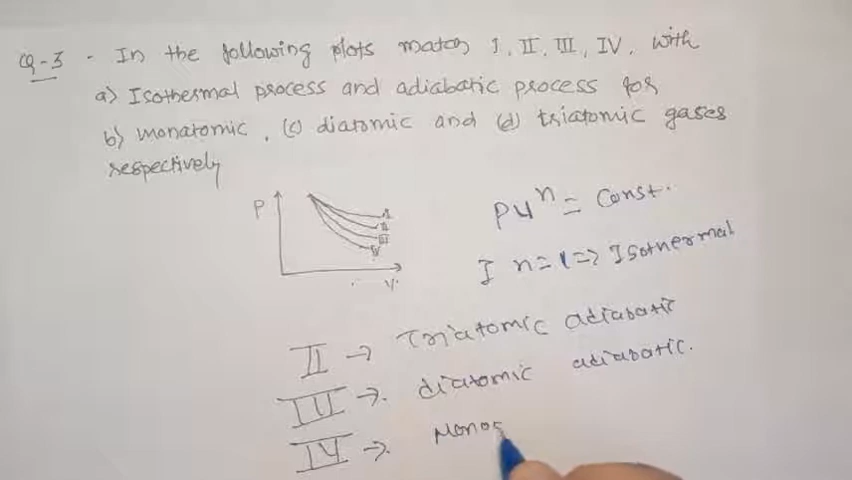 Q-3 - In the following plots match I, II, III, IV, with
a) Isothermal process and adiabatic process for
b) monatomic, (c) diatomic and (d) triatomic gases
respectively
P
I
II
III
IV
V
PV^n = Const.
I n=1 => Isothermal
II → Triatomic adiabatic
III → diatomic adiabatic.
IV → Mono